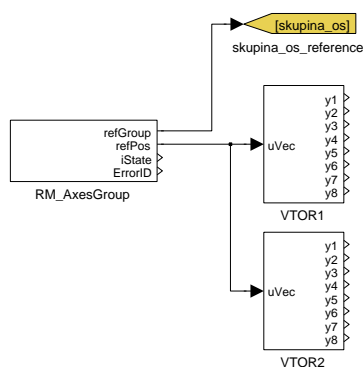 [skupina_os]
skupina_os_reference
refGroup
refPos
iState
ErrorID
RM_AxesGroup
uVec
y1
y2
y3
y4
y5
y6
y7
y8
VTOR1
uVec
y1
y2
y3
y4
y5
y6
y7
y8
VTOR2